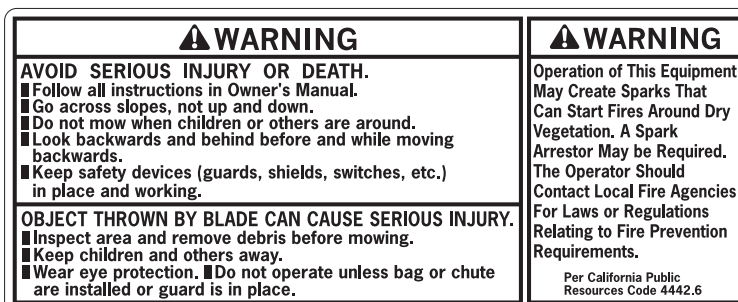 WARNING
AVOID SERIOUS INJURY OR DEATH.
Follow all instructions in Owner's Manual.
Go across slopes, not up and down.
Do not mow when children or others are around.
Look backwards and behind before and while moving
backwards.
Keep safety devices (guards, shields, switches, etc.)
in place and working.
OBJECT THROWN BY BLADE CAN CAUSE SERIOUS INJURY.
Inspect area and remove debris before mowing.
Keep children and others away.
Wear eye protection. ■ Do not operate unless bag or chute
are installed or guard is in place.
WARNING
Operation of This Equipment
May Create Sparks That
Can Start Fires Around Dry
Vegetation. A Spark
Arrestor May be Required.
The Operator Should
Contact Local Fire Agencies
For Laws or Regulations
Relating to Fire Prevention
Requirements.
Per California Public
Resources Code 4442.6